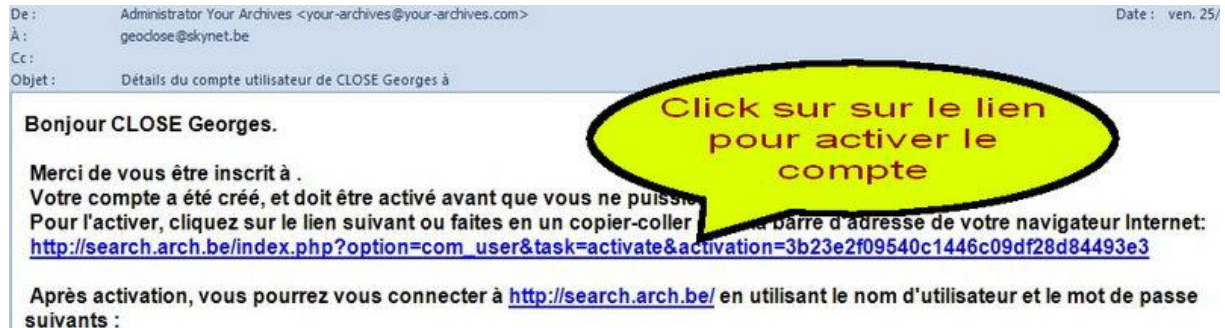 De : Administrator Your Archives <your-archives@your-archives.com> Date : ven. 25/
À : geoclose@skynet.be
Cc :
Objet : Détails du compte utilisateur de CLOSE Georges à
Click sur sur le lien
pour activer le
compte
Bonjour CLOSE Georges.
Merci de vous être inscrit à .
Votre compte a été créé, et doit être activé avant que vous ne puissi
Pour l'activer, cliquez sur le lien suivant ou faites en un copier-coller barre d'adresse de votre navigateur Internet:
http://search.arch.be/index.php?option=com_user&task=activate&activation=3b23e2f09540c1446c09df28d84493e3
Après activation, vous pourrez vous connecter à http://search.arch.be/ en utilisant le nom d'utilisateur et le mot de passe
suivants :